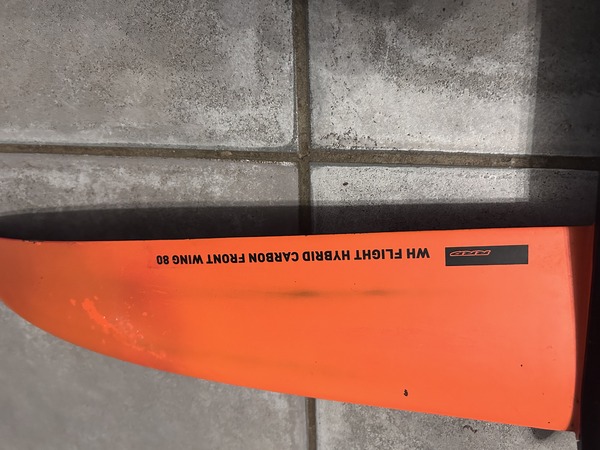 WH FLIGHT HYBRID CARBON FRONT WING 80